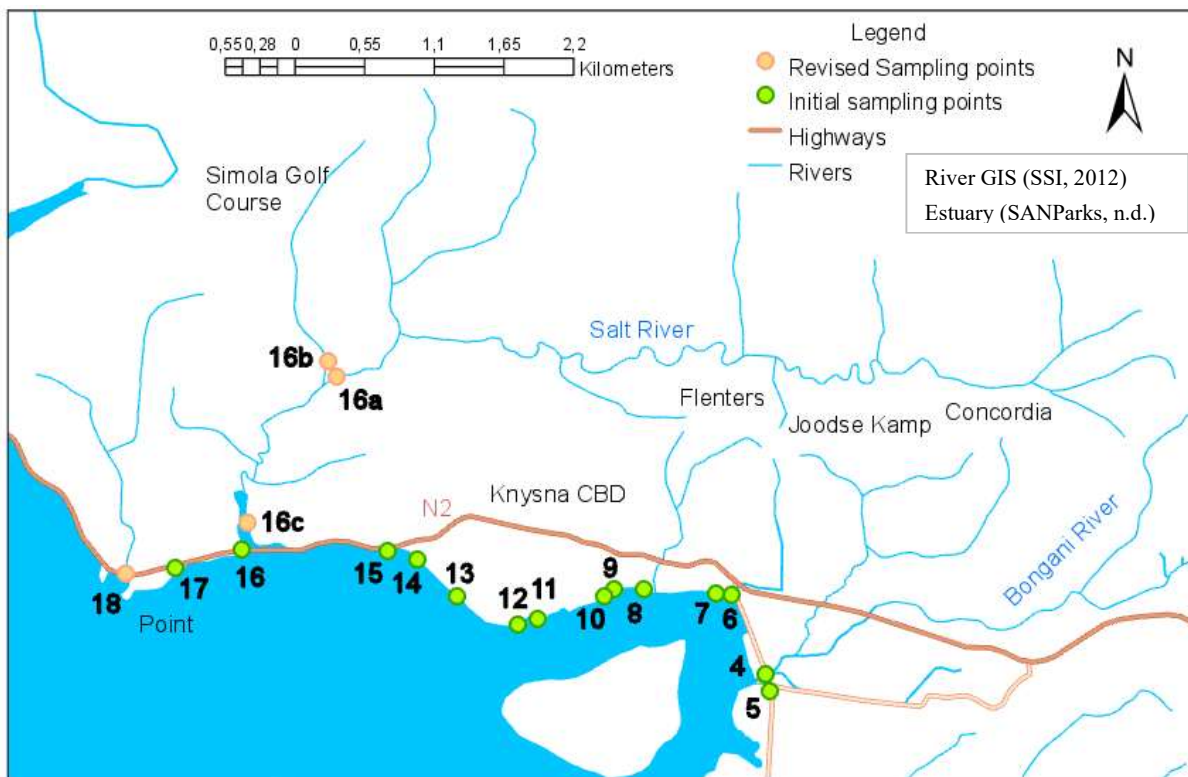 0,55 0,28 0 0,55 1,1 1,65 2,2
Kilometers
Legend
Revised Sampling points
Initial sampling points
Highways
Rivers
N
River GIS (SSI, 2012)
Estuary (SANParks, n.d.)
Simola Golf
Course
Salt River
16b
16a
Flenters
Joodse Kamp
Concordia
Knysna CBD
N2
Bongani River
16c
18
17
16
15
14
13
12
11
10
9
8
7
6
4
5
Point